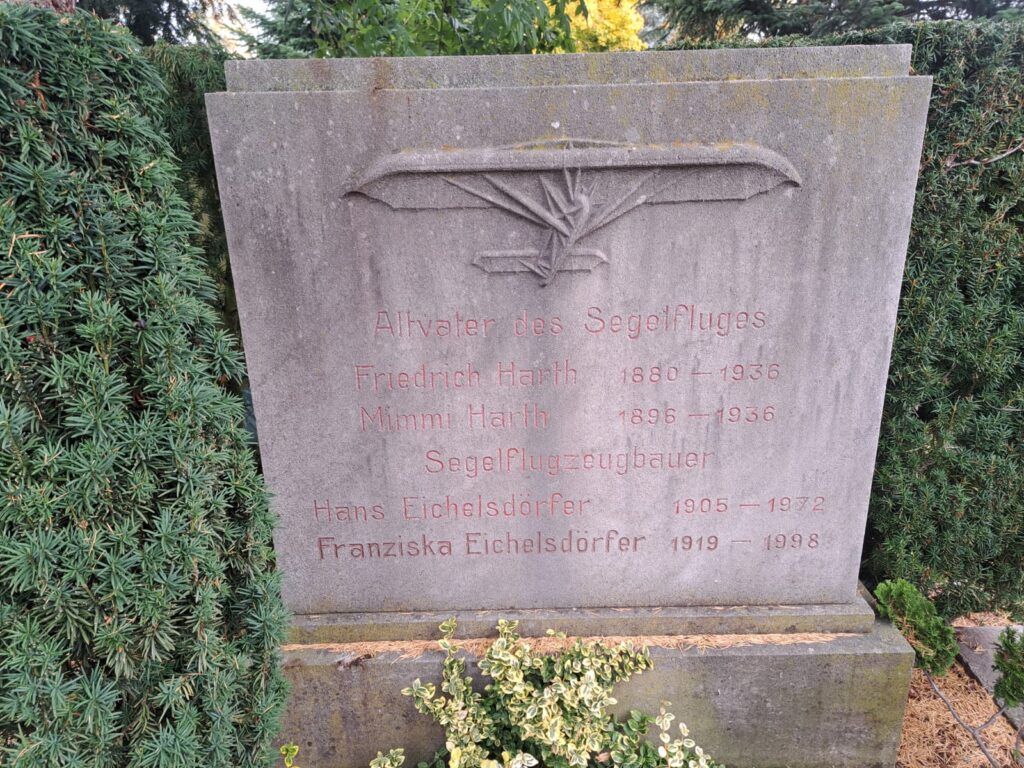 Altvater des Segelfluges
Friedrich Harth 1880 – 1936
Mimmi Harth 1896 – 1936
Segelflugzeugbauer
Hans Eichelsdörfer 1905 – 1972
Franziska Eichelsdörfer 1919 – 1998